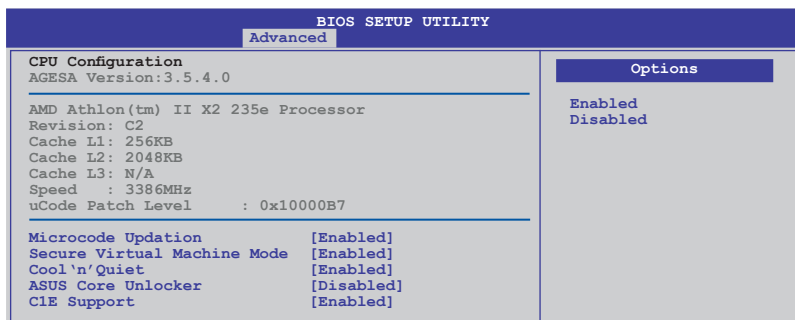 BIOS SETUP UTILITY
Advanced
CPU Configuration
AGESA Version:3.5.4.0
AMD Athlon(tm) II X2 235e Processor
Revision: C2
Cache L1: 256KB
Cache L2: 2048KB
Cache L3: N/A
Speed : 3386MHz
uCode Patch Level : 0x10000B7
Microcode Updation [Enabled]
Secure Virtual Machine Mode [Enabled]
Cool‘n’Quiet [Enabled]
ASUS Core Unlocker [Disabled]
C1E Support [Enabled]
Options
Enabled
Disabled